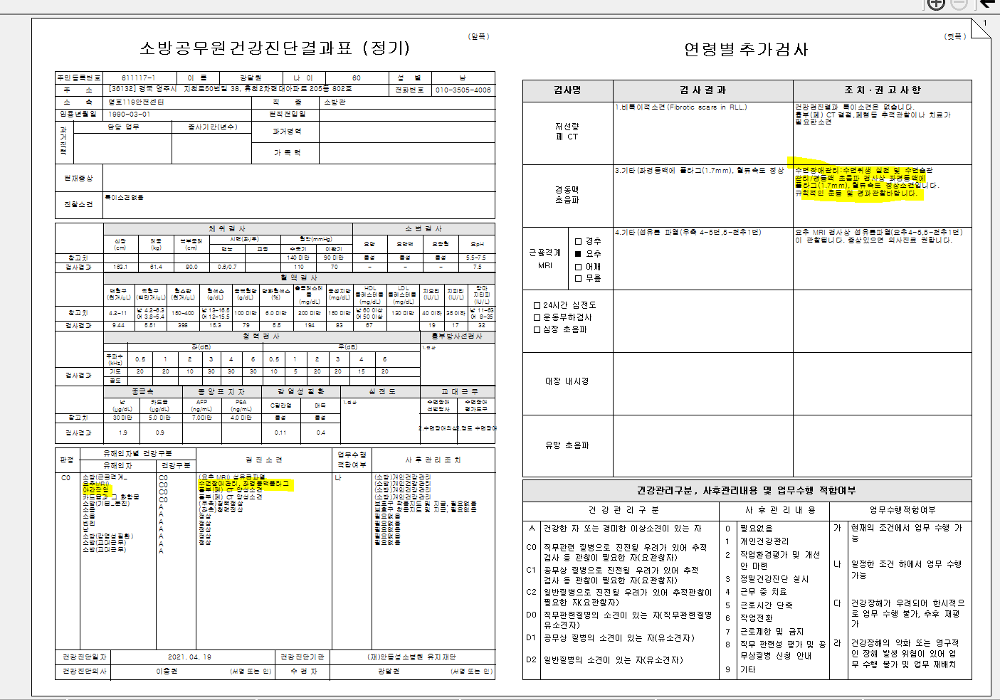 1
(앞쪽)
소방공무원건강진단결과표 (정기)
주민등록번호 611117-1 이 름 강달원 나 이 60 성 별 남
주 소 [36132] 경북 영주시 지천로50번길 38, 휴천2차현대아파트 205동 802호 전화번호 010-3505-4006
소 속 명호119안전센터 직 종 소방관
임용년월일 1990-03-01 현직전입일
과거직력 담당 업무 종사기간(년수) 과거병력
가 족 력
현재증상
진찰소견 특이소견없음
체 위 검 사 소 변 검 사
신장(cm) 체중(kg) 복부둘레(cm) 시력(좌/우) 혈압(mmHg) 요당 요단백 요잠혈 요pH
맨눈 교정 수축기 이완기
참고치 140 미만 90 미만 음성 음성 음성 5.5-7.5
검사결과 163.1 61.4 80.0 0.6/0.7 110 70 - - - 7.5
혈 액 검 사
백혈구(천개/μL) 적혈구(백만개/μL) 혈소판(천개/μL) 혈색소(g/dL) 공복혈당(g/dL) 당화혈색소(%) 총콜레스테롤(mg/dL) 중성지방(mg/dL) HDL콜레스테롤(mg/dL) LDL콜레스테롤(mg/dL) 지오티(IU/L) 지피티(IU/L) 감마지티피(IU/L)
참고치 4.2-11 남 4.2-6.3 여 3.8-5.4 150-400 남 13-16.5 여 12-15.5 100 미만 6.0 미만 200 미만 150 미만 남 60 이상 여 50 이상 130 미만 40 이하 35 이하 남 11-63 여 8-35
검사결과 9.44 5.51 398 15.3 79 5.5 194 83 67 19 17 32
청 력 검 사 흉부방사선검사
좌(dB) 우(dB) 1.정상
주파수(kHz) 0.5 1 2 3 4 6 0.5 1 2 3 4 6
검사결과 기도 20 20 10 30 30 30 10 5 20 20 15 20
골도
중금속 종 양 표 지 자 감 염 성 질 환 심 전 도 교 대 근 무
납(μg/dL) 카드뮴(μg/dL) AFP(ng/mL) PSA(ng/mL) C형간염 매독 1.정상 수면장애선별검사 수면장애평가도구
참고치 30 미만 5.0 미만 7.0미만 4.0 미만 음성 음성
검사결과 1.9 0.9 0.11 0.4 2.수면장애의심 2.경도 수면장애
판정 유해인자별 건강구분 검 진 소 견 업무수행적합여부 사 후 관 리 조 치
유해인자 건강구분
C0 소방(근골격계_ C0 (요추 MRI) 섬유륜파열 나 (소방)개인건강관리
요추MRI) C0 수면장애관리, 좌경동맥플라그 (소방)개인건강관리
야간작업 C0 흉부(폐) CT 양성소견 (소방)개인건강관리
카드뮴과 그 화합물 C0 흉부(폐) CT 양성소견 (소방)개인건강관리
소방(기본_분진) A (우측)청력정상 보호구 착용지도 및 지급, 필요없음
소음 A (좌측)청력정상 보호구 착용지도 및 지급, 필요없음
소음 A 정상 필요없음
벤젠 A 정상 필요없음
납 A 정상 필요없음
소방(감염성질환) A 정상 필요없음
소방(교대근무) A 정상 필요없음
소방(교대근무) A
건강진단일자 2021. 04. 19 건강진단기관 (재)안동성소병원 유지재단
건강진단의사 이충원 (서명 또는 인) 수 검 자 강달원 (서명 또는 인)
(뒷쪽)
연령별 추가검사
검사명 검 사 결 과 조 치 · 권 고 사 항
저선량 폐 CT 1.비특이적소견(Fibrotic scars in RLL.) 건강검진결과 특이소견은 없습니다.
흉부(폐) CT 결절,폐렴등 추적관찰이나 치료가
필요한소견
경동맥 초음파 3.기타(좌경동맥에 플라그(1.7mm), 혈류속도 정상 수면장애관리:수면위생 실천 및 수면습관
관리/경동맥 초음파 검사상 좌경동맥에
플라그(1.7mm), 혈류속도 정상소견입니다.
규칙적인 운동 및 경과관찰바랍니다.
근골격계 MRI □ 경추 ■ 요추 □ 어깨 □ 무릎 4.기타(섬유륜 파열(우측 4-5번,5-천추1번) 요추 MRI 검사상 섬유륜파열(요추4-5,5-천추1번)
이 관찰됩니다. 증상있으면 의사진료 권합니다.
□ 24시간 심전도
□ 운동부하검사
□ 심장 초음파
대장 내시경
유방 초음파
건강관리구분, 사후관리내용 및 업무수행 적합여부
건 강 관 리 구 분 사 후 관 리 내 용 업무수행적합여부
A 건강한 자 또는 경미한 이상소견이 있는 자
C0 직무관련 질병으로 진전될 우려가 있어 추적
검사 등 관찰이 필요한 자(요관찰자)
C1 공무상 질병으로 진전될 우려가 있어 추적
검사 등 관찰이 필요한 자(요관찰자)
C2 일반질병으로 진전될 우려가 있어 추적관찰이
필요한 자(요관찰자)
D0 직무관련질병의 소견이 있는 자(직무관련질병
유소견자)
D1 공무상 질병의 소견이 있는 자(유소견자)
D2 일반질병의 소견이 있는 자(유소견자)
0 필요없음
1 개인건강관리
2 작업환경평가 및 개선
안 마련
3 정밀건강진단 실시
4 근무 중 치료
5 근로시간 단축
6 작업전환
7 근로제한 및 금지
8 직무 관련성 평가 및 공
무상질병 신청 안내
9 기타
가 현재의 조건에서 업무 수행 가
능
나 일정한 조건 하에서 업무 수행
가능
다 건강장해가 우려되어 한시적으
로 업무 수행 불가, 추후 재평
가
라 건강장해의 악화 또는 영구적
인 장해 발생 위험이 있어 업
무 수행 불가 및 업무 재배치